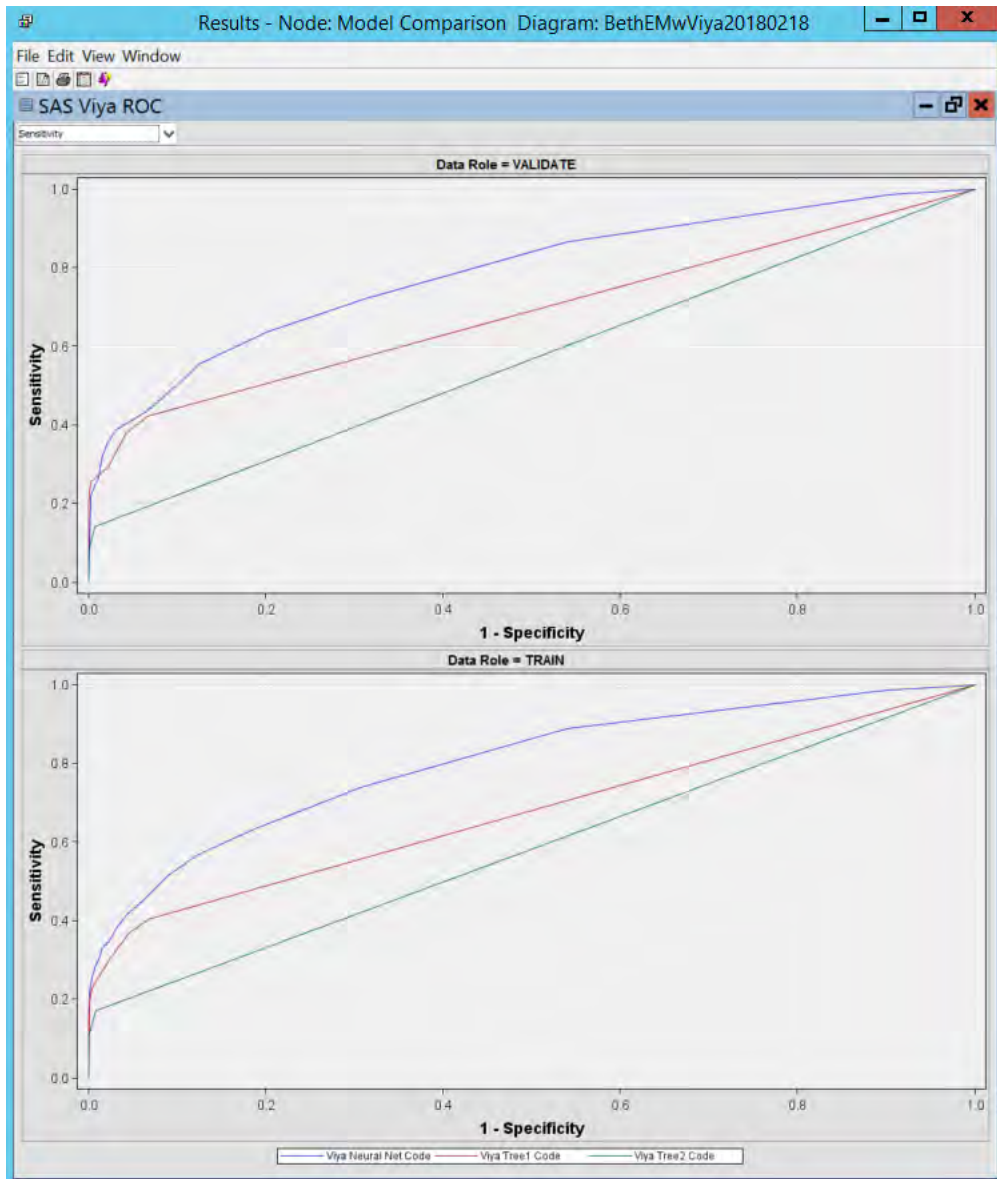 Results - Node: Model Comparison Diagram: BethEMwViya20180218
File Edit View Window
SAS Viya ROC
Sensitivity
Data Role = VALIDATE
1.0
0.8
0.6
0.4
0.2
0.0
Sensitivity
0.0 0.2 0.4 0.6 0.8 1.0
1 - Specificity
Data Role = TRAIN
1.0
0.8
0.6
0.4
0.2
0.0
Sensitivity
0.0 0.2 0.4 0.6 0.8 1.0
1 - Specificity
Viya Neural Net Code Viya Tree1 Code Viya Tree2 Code